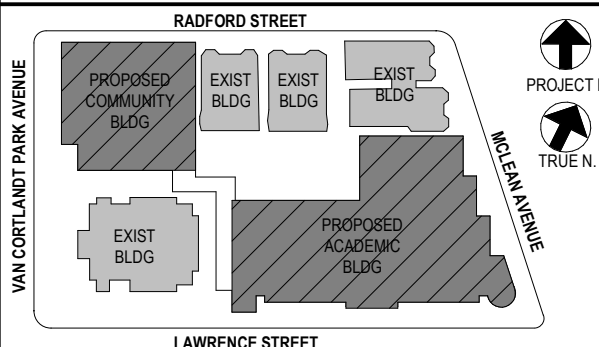 RADFORD STREET
VAN CORTLANDT PARK AVENUE
PROPOSED
COMMUNITY
BLDG
EXIST
BLDG
EXIST
BLDG
EXIST
BLDG
PROJECT
TRUE N.
MCLEAN AVENUE
EXIST
BLDG
PROPOSED
ACADEMIC
BLDG
LAWRENCE STREET